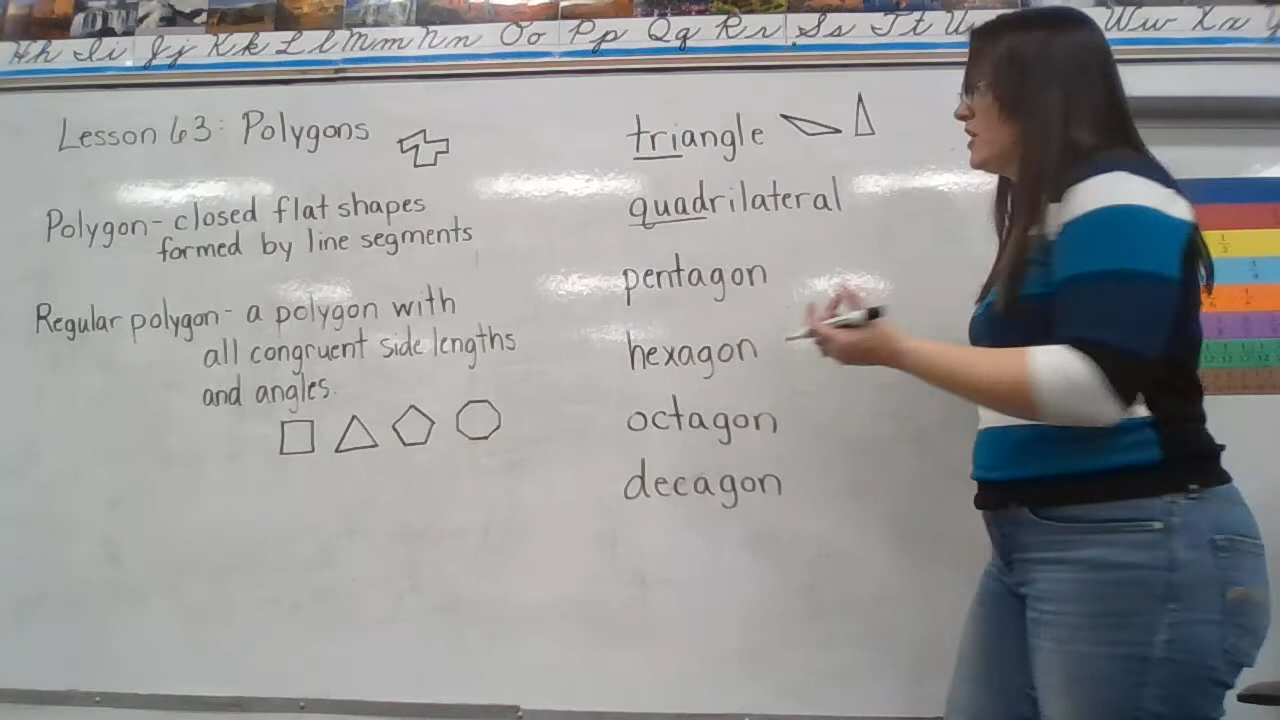 Hh Ii Jj Kk Ll Mm Nn Oo Pp Qq Rr Ss Tt U Ww Xx
Lesson 63: Polygons
Polygon - closed flat shapes
formed by line segments
Regular polygon - a polygon with
all congruent side lengths
and angles.
triangle
quadrilateral
pentagon
hexagon
octagon
decagon